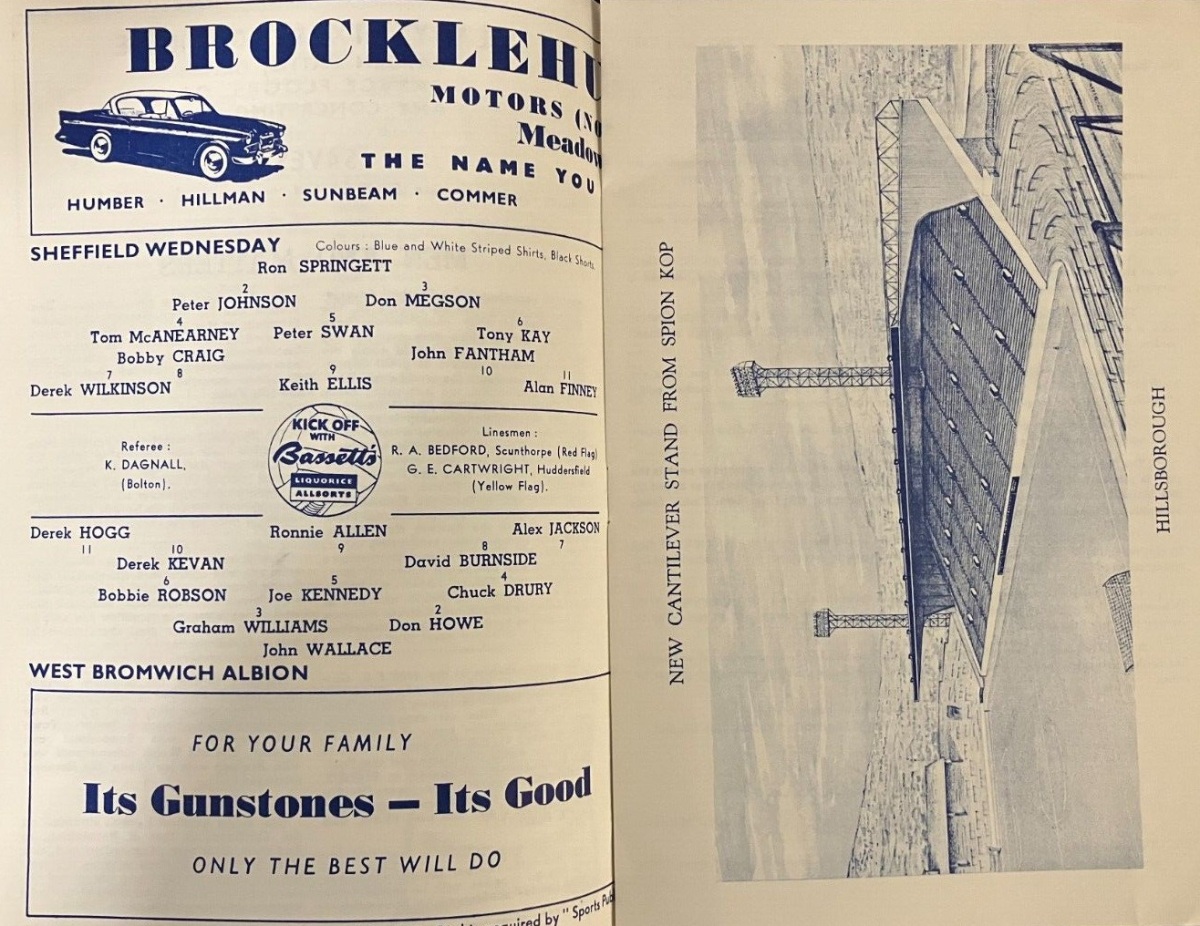 BROCKLEHU
MOTORS (No
Meadow
THE NAME YOU
HUMBER · HILLMAN · SUNBEAM · COMMER
SHEFFIELD WEDNESDAY Colours : Blue and White Striped Shirts, Black Shorts.
Ron SPRINGETT
2 3
Peter JOHNSON Don MEGSON
4 5 6
Tom McANEARNEY Peter SWAN Tony KAY
Bobby CRAIG John FANTHAM
7 8 9 10 11
Derek WILKINSON Keith ELLIS Alan FINNEY
Referee :
K. DAGNALL,
(Bolton).
KICK OFF
WITH
Bassett's
LIQUORICE
ALLSORTS
Linesmen :
R. A. BEDFORD, Scunthorpe (Red Flag)
G. E. CARTWRIGHT, Huddersfield
(Yellow Flag).
Derek HOGG Ronnie ALLEN Alex JACKSON
11 10 9 8 7
Derek KEVAN David BURNSIDE
6 5 4
Bobbie ROBSON Joe KENNEDY Chuck DRURY
3 2
Graham WILLIAMS Don HOWE
John WALLACE
WEST BROMWICH ALBION
FOR YOUR FAMILY
Its Gunstones — Its Good
ONLY THE BEST WILL DO
quired by "Sports Pub
NEW CANTILEVER STAND FROM SPION KOP
HILLSBOROUGH